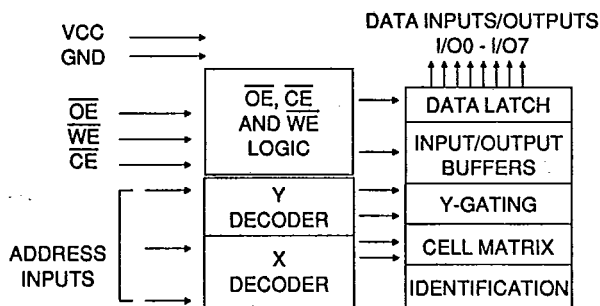 VCC
GND
OE
WE
CE
ADDRESS
INPUTS
OE, CE
AND WE
LOGIC
Y
DECODER
X
DECODER
DATA INPUTS/OUTPUTS
I/O0 - I/O7
DATA LATCH
INPUT/OUTPUT
BUFFERS
Y-GATING
CELL MATRIX
IDENTIFICATION